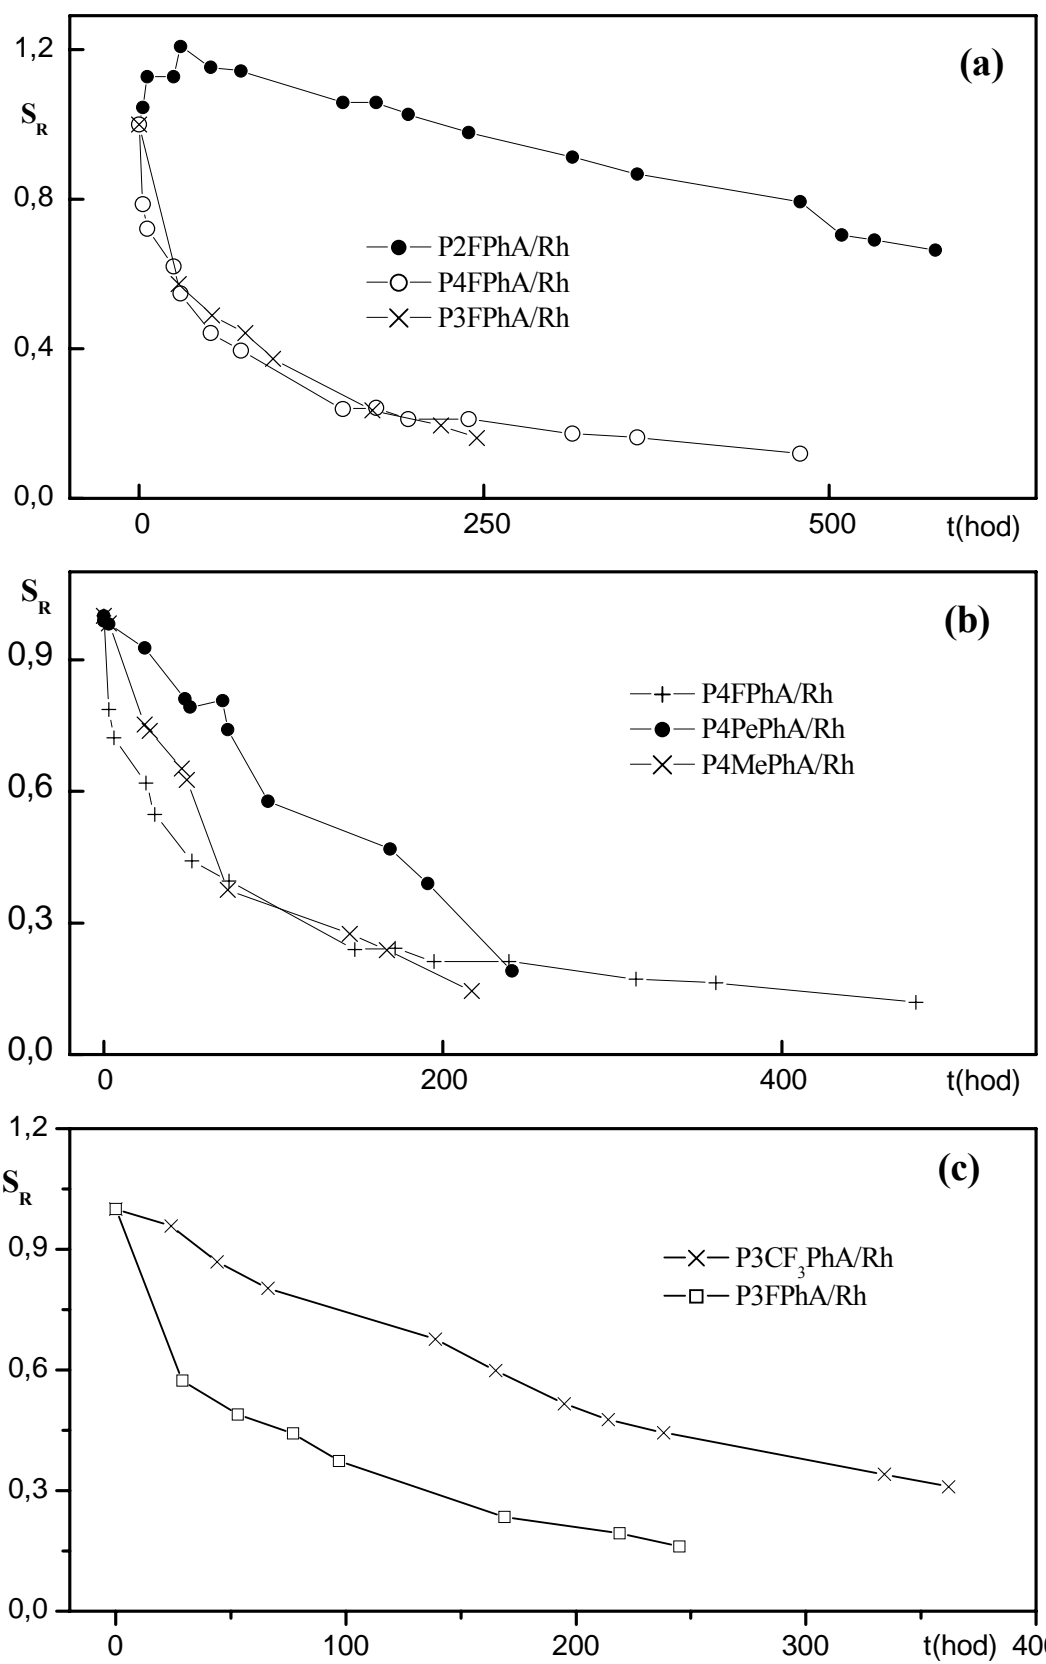 1,2
(a)
S_R
0,8
P2FPhA/Rh
P4FPhA/Rh
P3FPhA/Rh
0,4
0,0
0 250 500 t(hod)
S_R
(b)
0,9
P4FPhA/Rh
P4PePhA/Rh
P4MePhA/Rh
0,6
0,3
0,0
0 200 400 t(hod)
1,2
(c)
S_R
0,9
P3CF_3PhA/Rh
P3FPhA/Rh
0,6
0,3
0,0
0 100 200 300 t(hod)